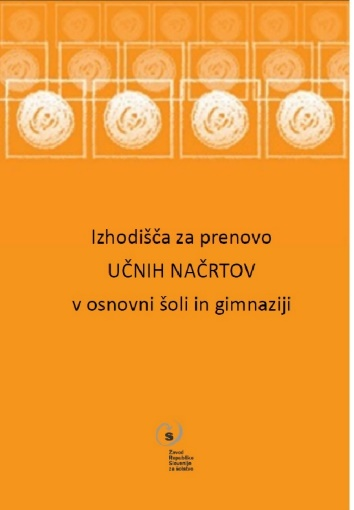 Izhodišča za prenovo
UČNIH NAČRTOV
v osnovni šoli in gimnaziji
s
Zavod
Republike
Slovenije
za šolstvo